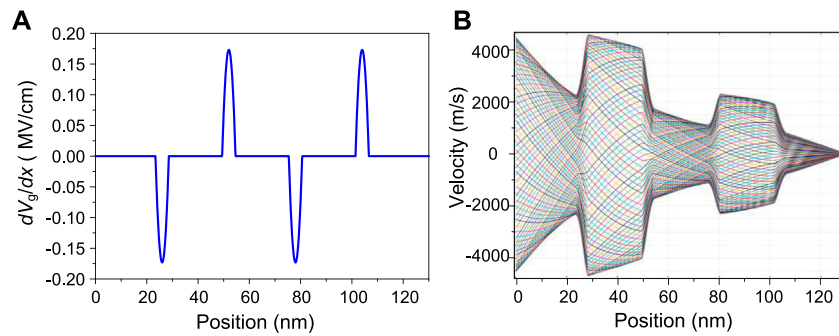 A
B
dVg/dx ( MV/cm)
0.20
0.15
0.10
0.05
0.00
-0.05
-0.10
-0.15
-0.20
0 20 40 60 80 100 120
Position (nm)
Velocity (m/s)
4000
2000
0
-2000
-4000
0 20 40 60 80 100 120
Position (nm)